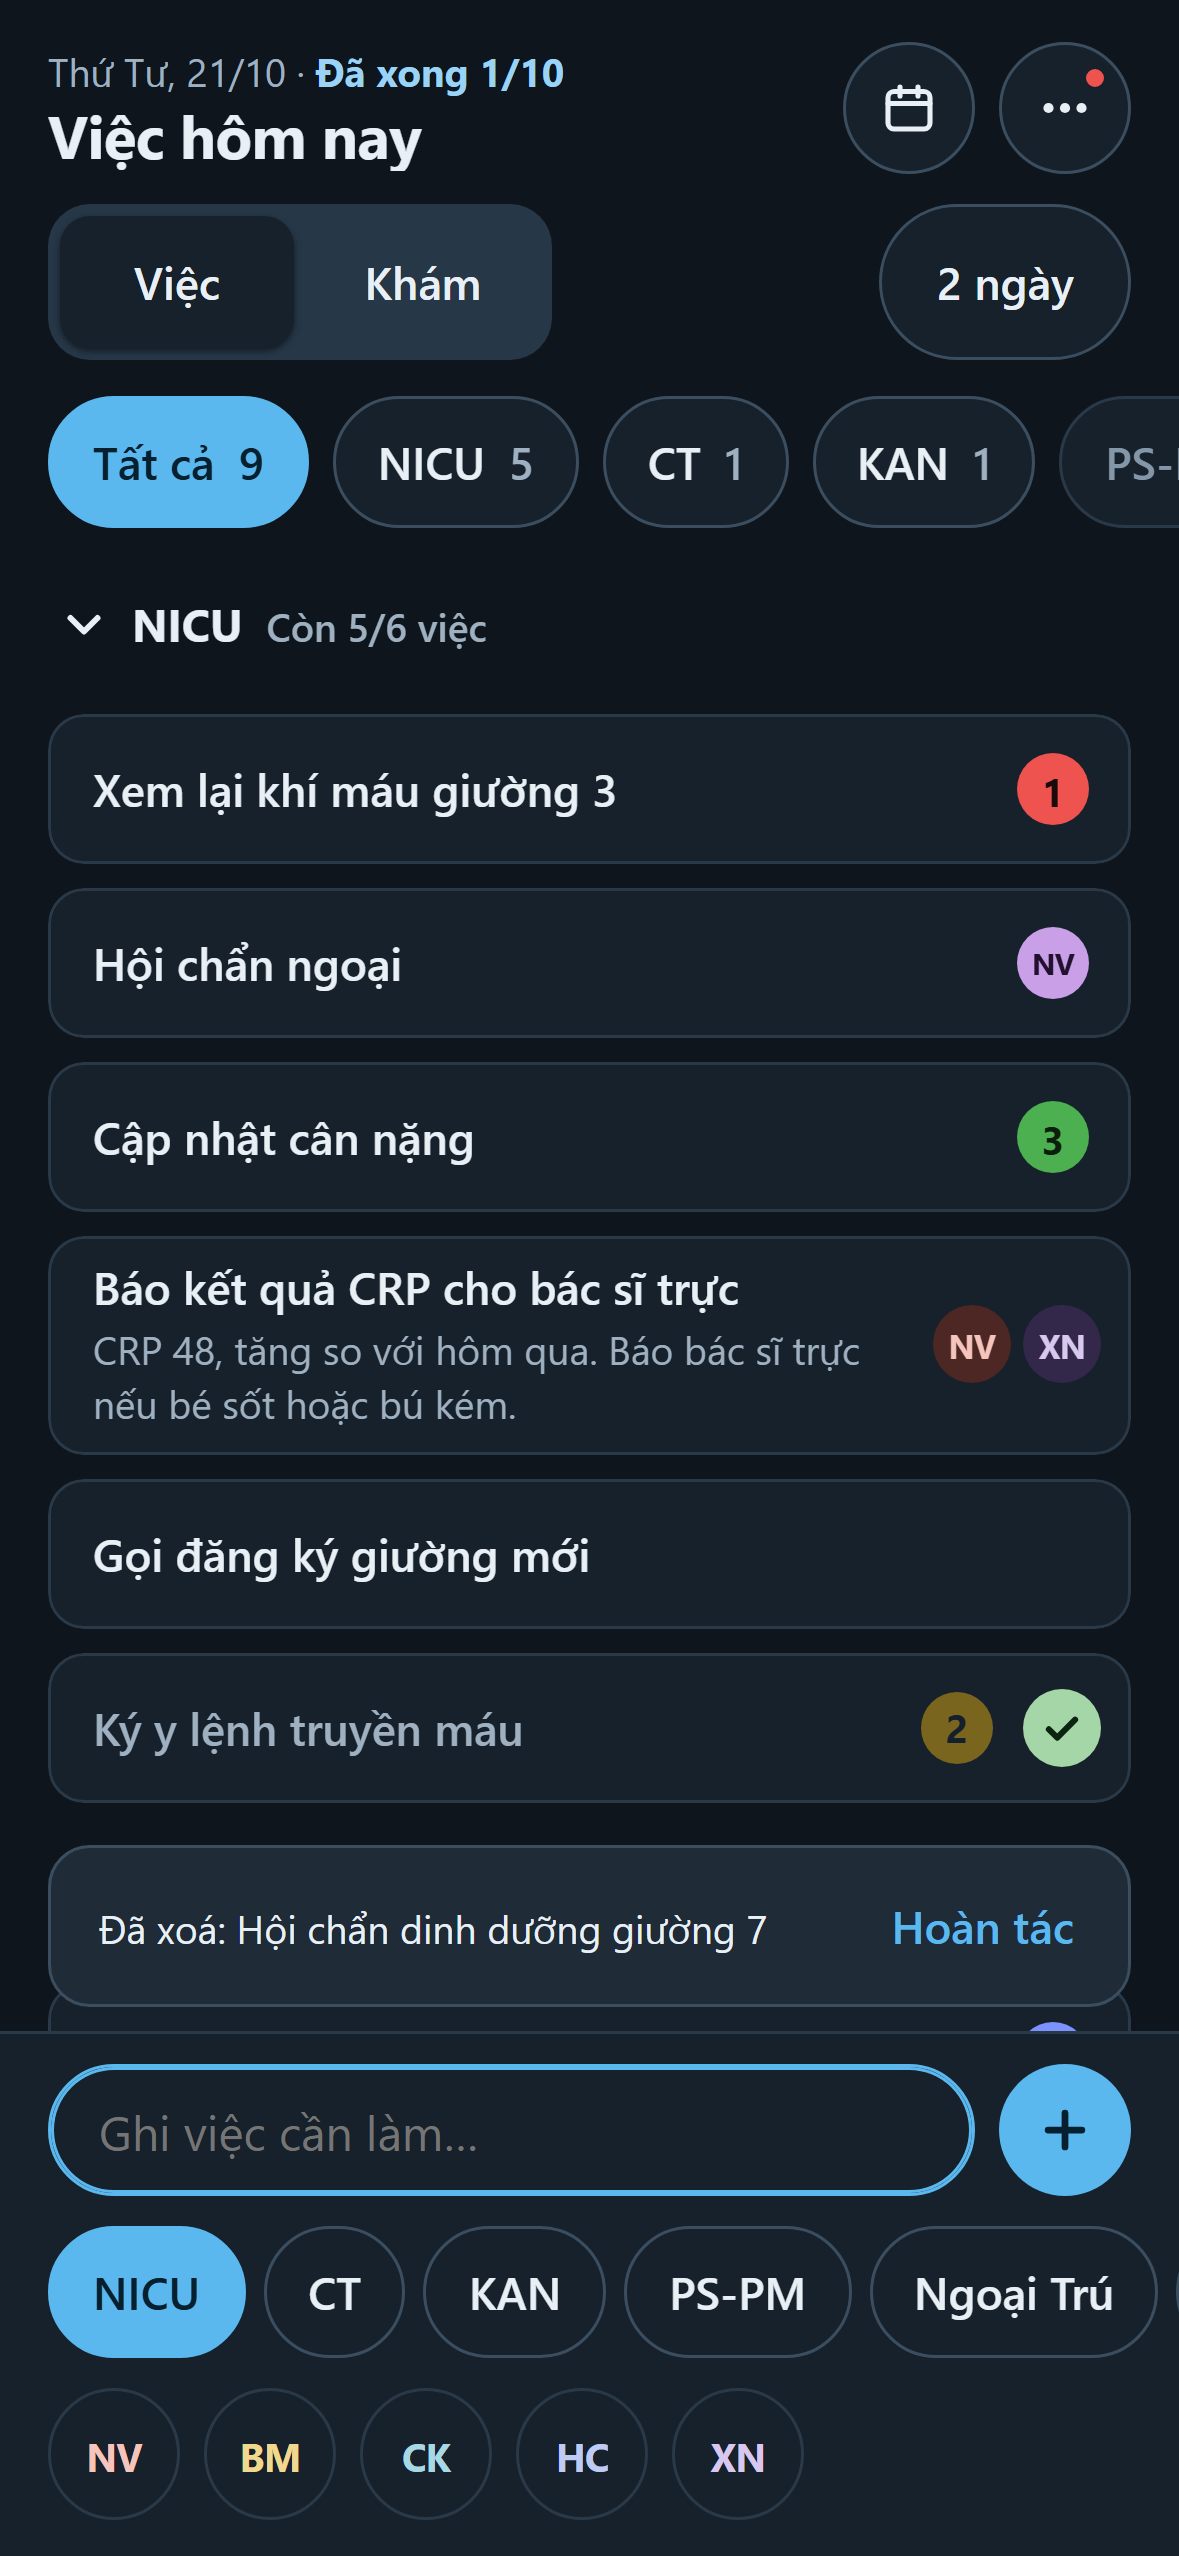 Thứ Tư, 21/10 · Đã xong 1/10
Việc hôm nay
Việc Khám 2 ngày
Tất cả 9 NICU 5 CT 1 KAN 1 PS-
NICU Còn 5/6 việc
Xem lại khí máu giường 3 1
Hội chẩn ngoại NV
Cập nhật cân nặng 3
Báo kết quả CRP cho bác sĩ trực
CRP 48, tăng so với hôm qua. Báo bác sĩ trực
nếu bé sốt hoặc bú kém.
NV XN
Gọi đăng ký giường mới
Ký y lệnh truyền máu 2
Đã xoá: Hội chẩn dinh dưỡng giường 7 Hoàn tác
Ghi việc cần làm...
NICU CT KAN PS-PM Ngoại Trú
NV BM CK HC XN